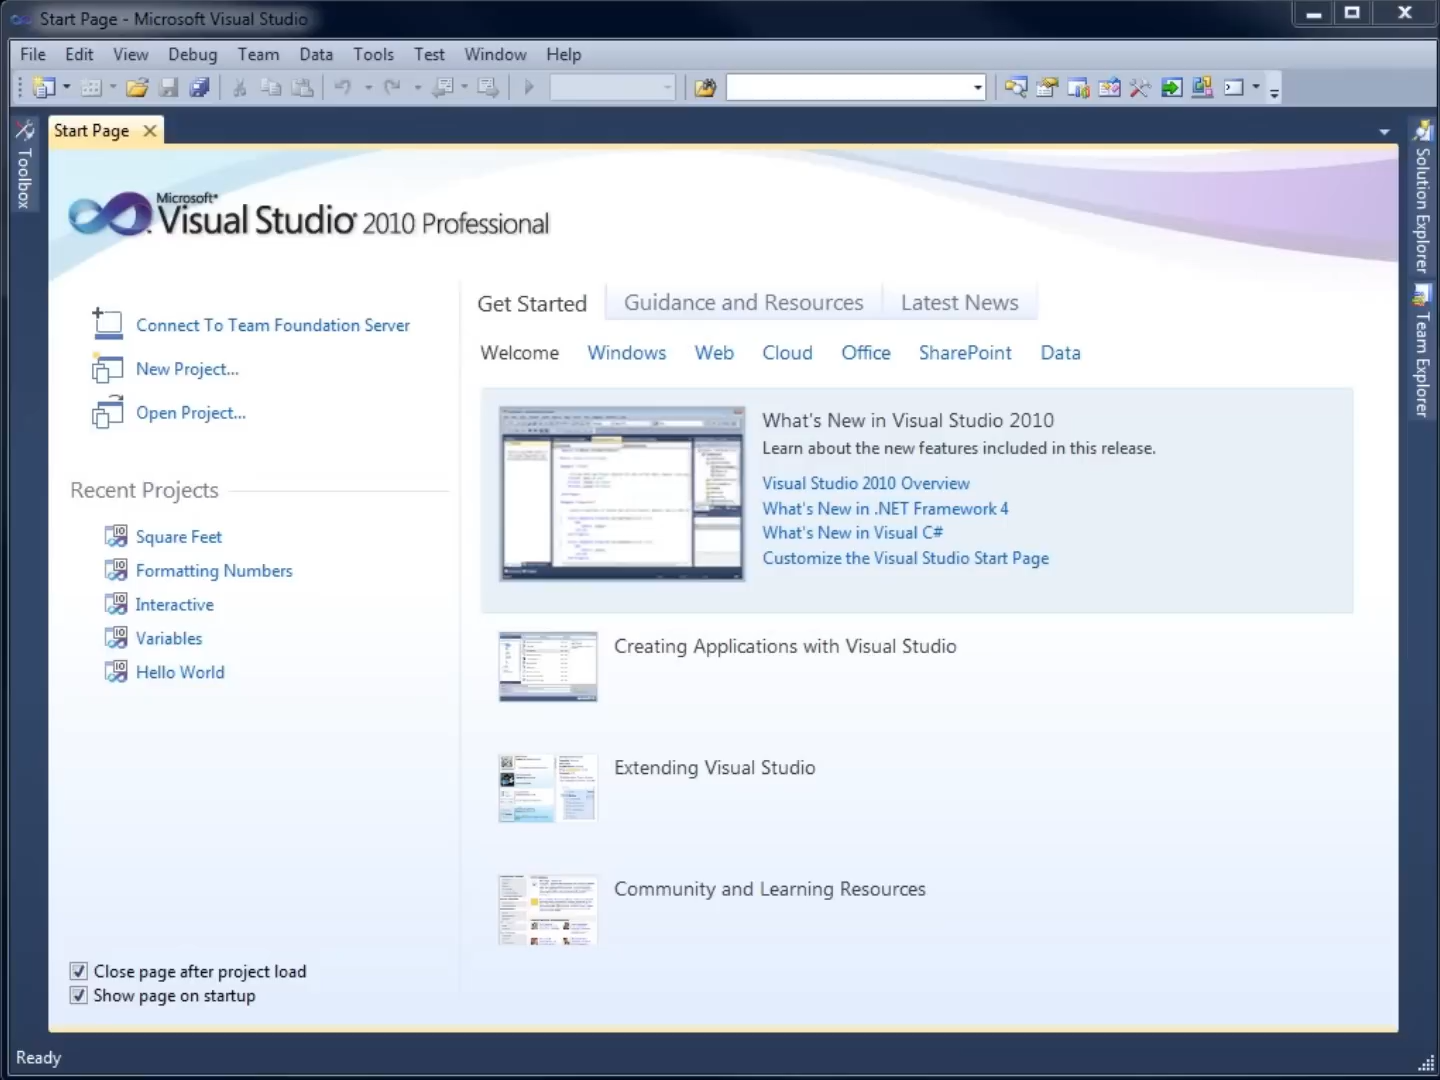 Start Page - Microsoft Visual Studio
File Edit View Debug Team Data Tools Test Window Help
Start Page
Toolbox
Solution Explorer
Team Explorer
Microsoft®
Visual Studio® 2010 Professional
Connect To Team Foundation Server
New Project...
Open Project...
Recent Projects
Square Feet
Formatting Numbers
Interactive
Variables
Hello World
Close page after project load
Show page on startup
Get Started Guidance and Resources Latest News
Welcome Windows Web Cloud Office SharePoint Data
What's New in Visual Studio 2010
Learn about the new features included in this release.
Visual Studio 2010 Overview
What's New in .NET Framework 4
What's New in Visual C#
Customize the Visual Studio Start Page
Creating Applications with Visual Studio
Extending Visual Studio
Community and Learning Resources
Ready